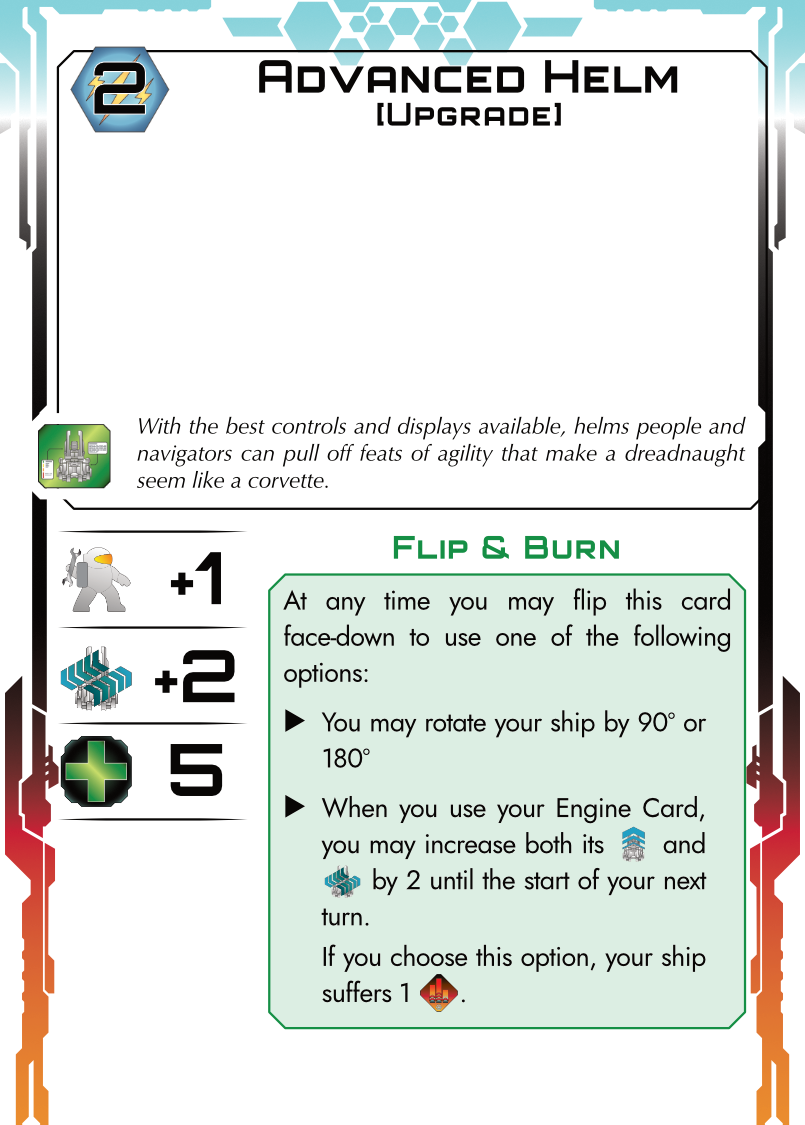 2
Advanced Helm
[Upgrade]
With the best controls and displays available, helms people and
navigators can pull off feats of agility that make a dreadnaught
seem like a corvette.
+1
+2
5
Flip & Burn
At any time you may flip this card
face-down to use one of the following
options:
▶ You may rotate your ship by 90° or
180°
▶ When you use your Engine Card,
you may increase both its and
by 2 until the start of your next
turn.
If you choose this option, your ship
suffers 1 .